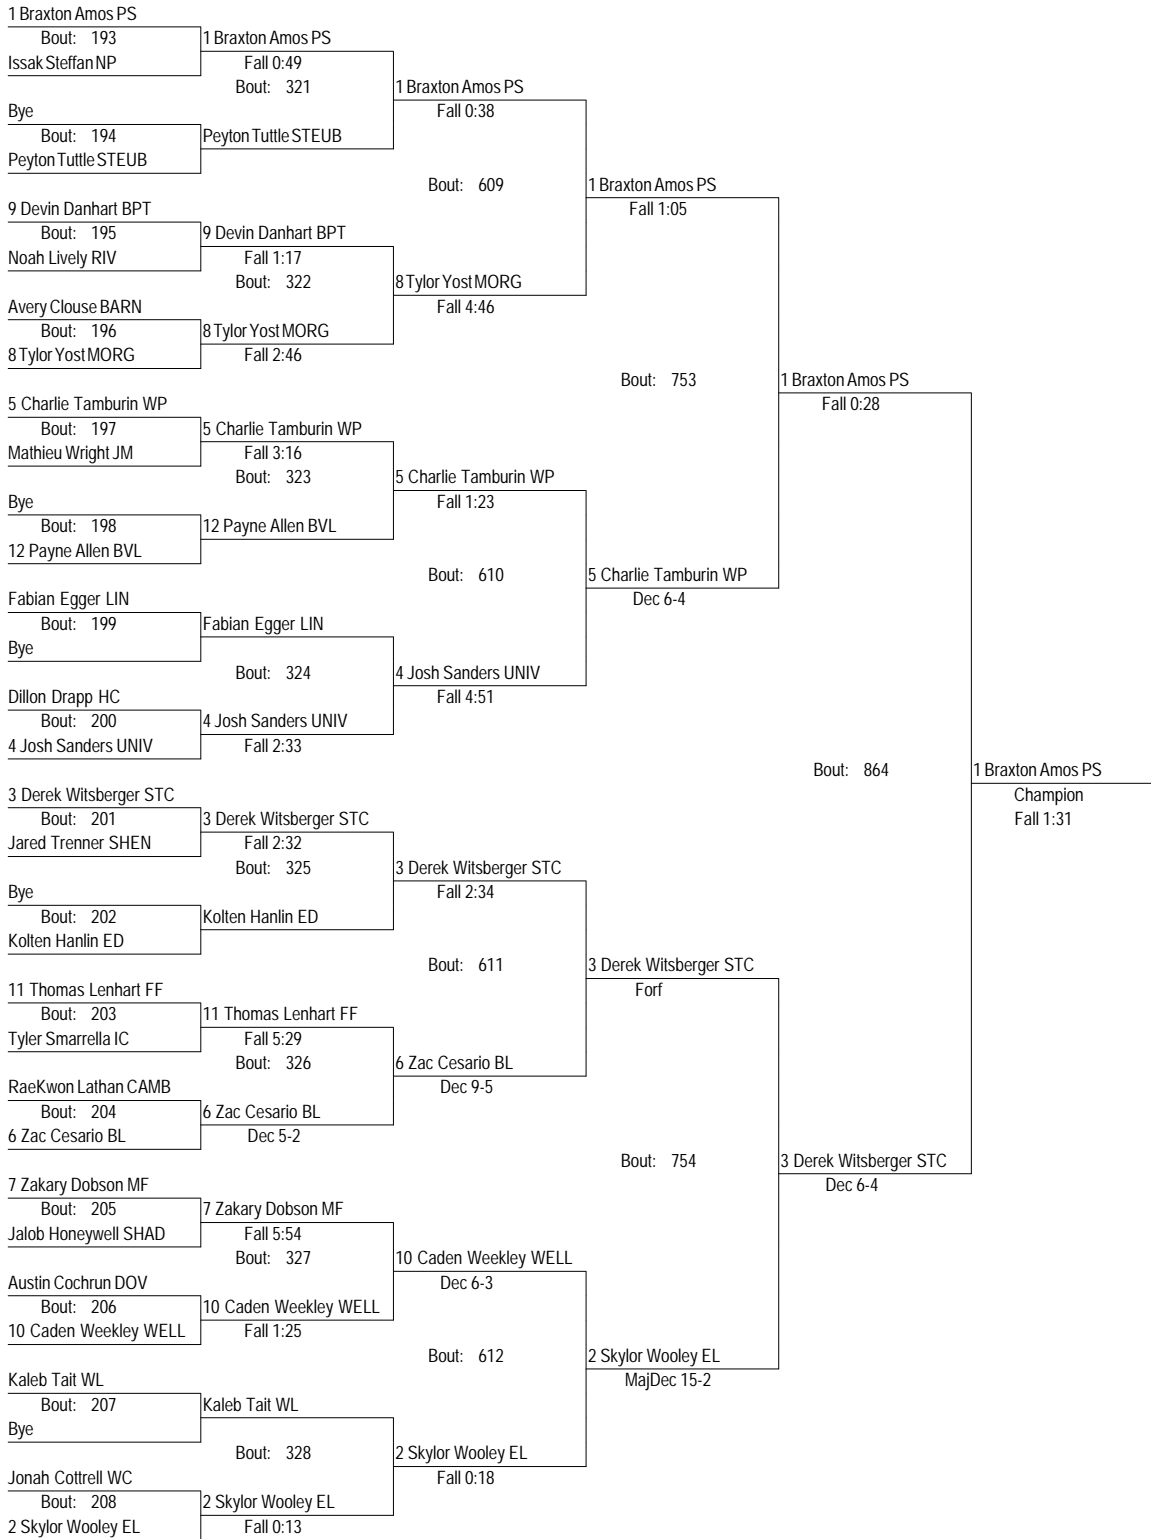 1 Braxton Amos PS
Bout: 193
Issak Steffan NP
Bye
Bout: 194
Peyton Tuttle STEUB
9 Devin Danhart BPT
Bout: 195
Noah Lively RIV
Avery Clouse BARN
Bout: 196
8 Tylor Yost MORG
5 Charlie Tamburin WP
Bout: 197
Mathieu Wright JM
Bye
Bout: 198
12 Payne Allen BVL
Fabian Egger LIN
Bout: 199
Bye
Dillon Drapp HC
Bout: 200
4 Josh Sanders UNIV
3 Derek Witsberger STC
Bout: 201
Jared Trenner SHEN
Bye
Bout: 202
Kolten Hanlin ED
11 Thomas Lenhart FF
Bout: 203
Tyler Smarrella IC
RaeKwon Lathan CAMB
Bout: 204
6 Zac Cesario BL
7 Zakary Dobson MF
Bout: 205
Jalob Honeywell SHAD
Austin Cochrun DOV
Bout: 206
10 Caden Weekley WELL
Kaleb Tait WL
Bout: 207
Bye
Jonah Cottrell WC
Bout: 208
2 Skylor Wooley EL
1 Braxton Amos PS
Fall 0:49
Bout: 321
Peyton Tuttle STEUB
9 Devin Danhart BPT
Fall 1:17
Bout: 322
8 Tylor Yost MORG
Fall 2:46
5 Charlie Tamburin WP
Fall 3:16
Bout: 323
12 Payne Allen BVL
Fabian Egger LIN
Bout: 324
4 Josh Sanders UNIV
Fall 2:33
3 Derek Witsberger STC
Fall 2:32
Bout: 325
Kolten Hanlin ED
11 Thomas Lenhart FF
Fall 5:29
Bout: 326
6 Zac Cesario BL
Dec 5-2
7 Zakary Dobson MF
Fall 5:54
Bout: 327
10 Caden Weekley WELL
Fall 1:25
Kaleb Tait WL
Bout: 328
2 Skylor Wooley EL
Fall 0:13
1 Braxton Amos PS
Fall 0:38
Bout: 609
8 Tylor Yost MORG
Fall 4:46
5 Charlie Tamburin WP
Fall 1:23
Bout: 610
4 Josh Sanders UNIV
Fall 4:51
3 Derek Witsberger STC
Fall 2:34
Bout: 611
6 Zac Cesario BL
Dec 9-5
10 Caden Weekley WELL
Dec 6-3
Bout: 612
2 Skylor Wooley EL
Fall 0:18
1 Braxton Amos PS
Fall 1:05
Bout: 753
5 Charlie Tamburin WP
Dec 6-4
3 Derek Witsberger STC
Forf
Bout: 754
2 Skylor Wooley EL
MajDec 15-2
1 Braxton Amos PS
Fall 0:28
Bout: 864
3 Derek Witsberger STC
Dec 6-4
1 Braxton Amos PS
Champion
Fall 1:31